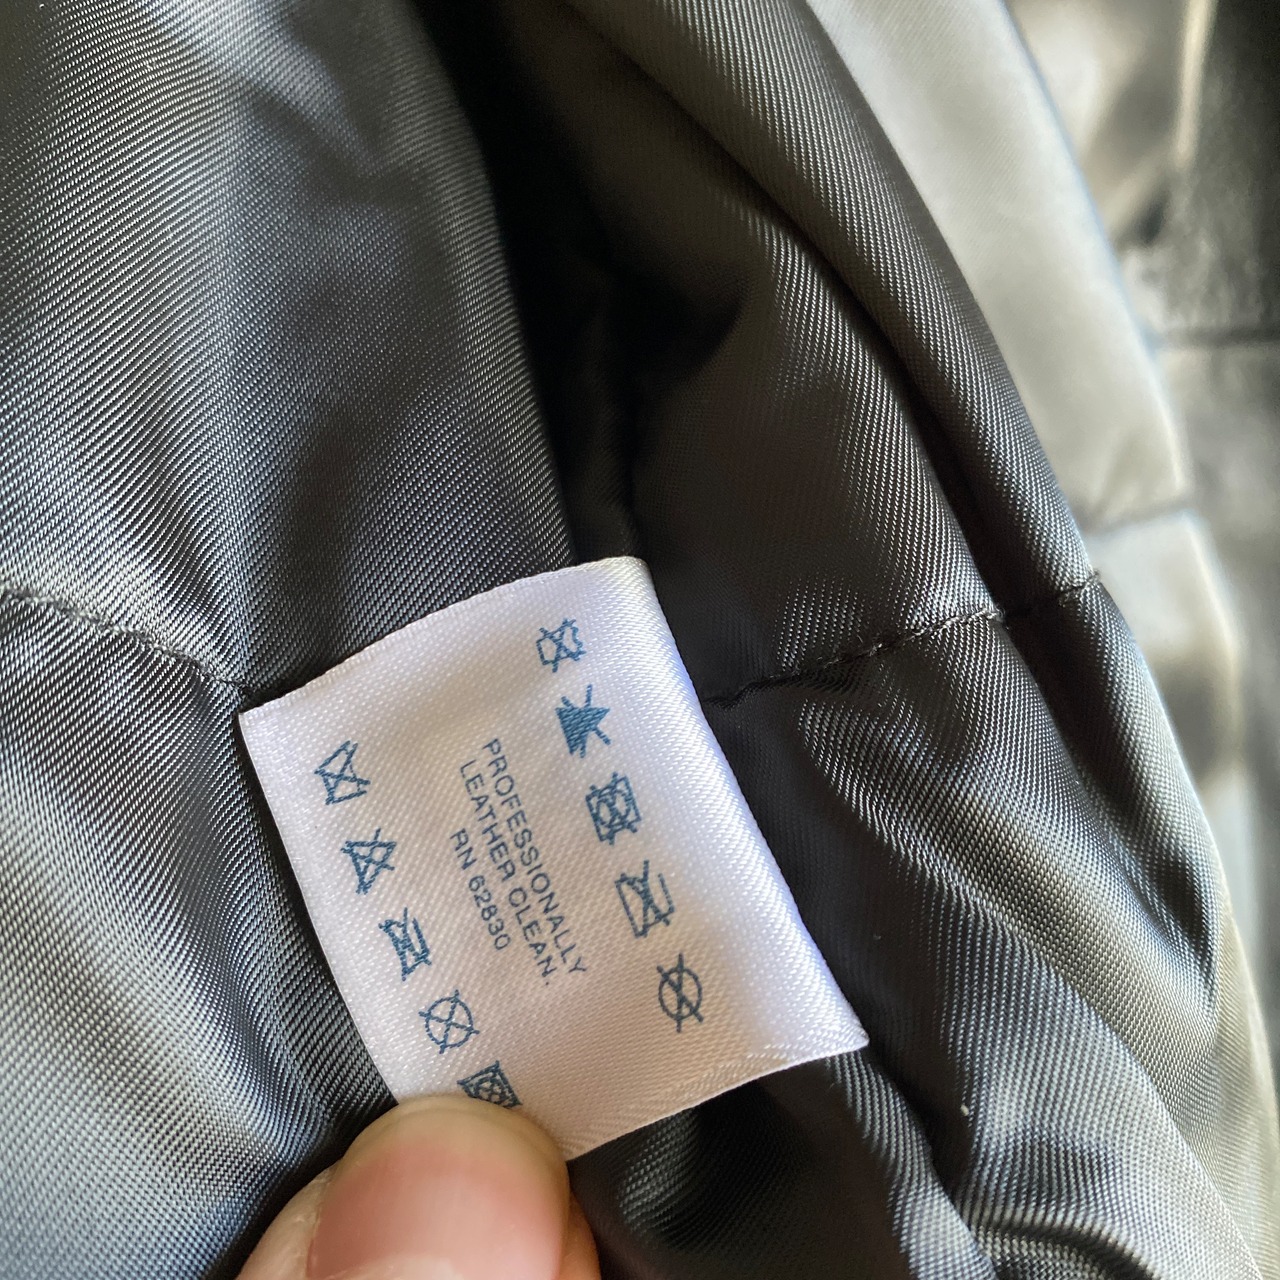 PROFESSIONALLY
LEATHER CLEAN.
RN 62830